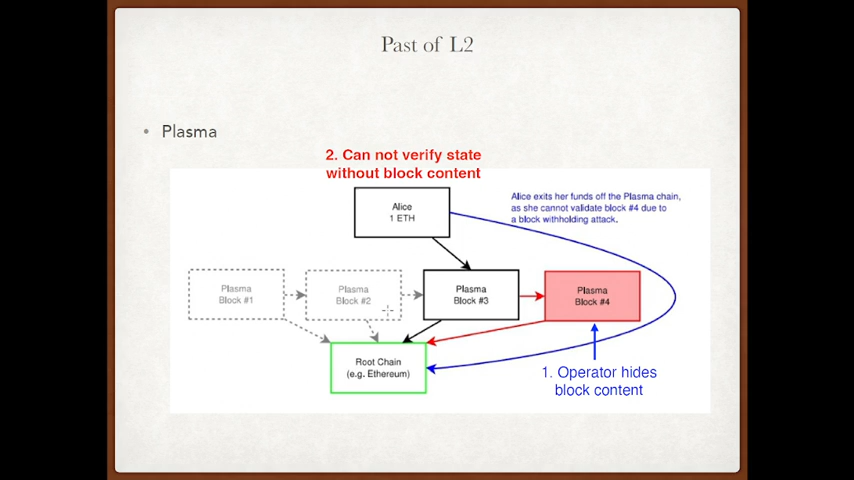 Past of L2
• Plasma
2. Can not verify state
without block content
Alice
1 ETH
Alice exits her funds off the Plasma chain,
as she cannot validate block #4 due to
a block withholding attack.
Plasma
Block #1
Plasma
Block #2
Plasma
Block #3
Plasma
Block #4
Root Chain
(e.g. Ethereum)
1. Operator hides
block content